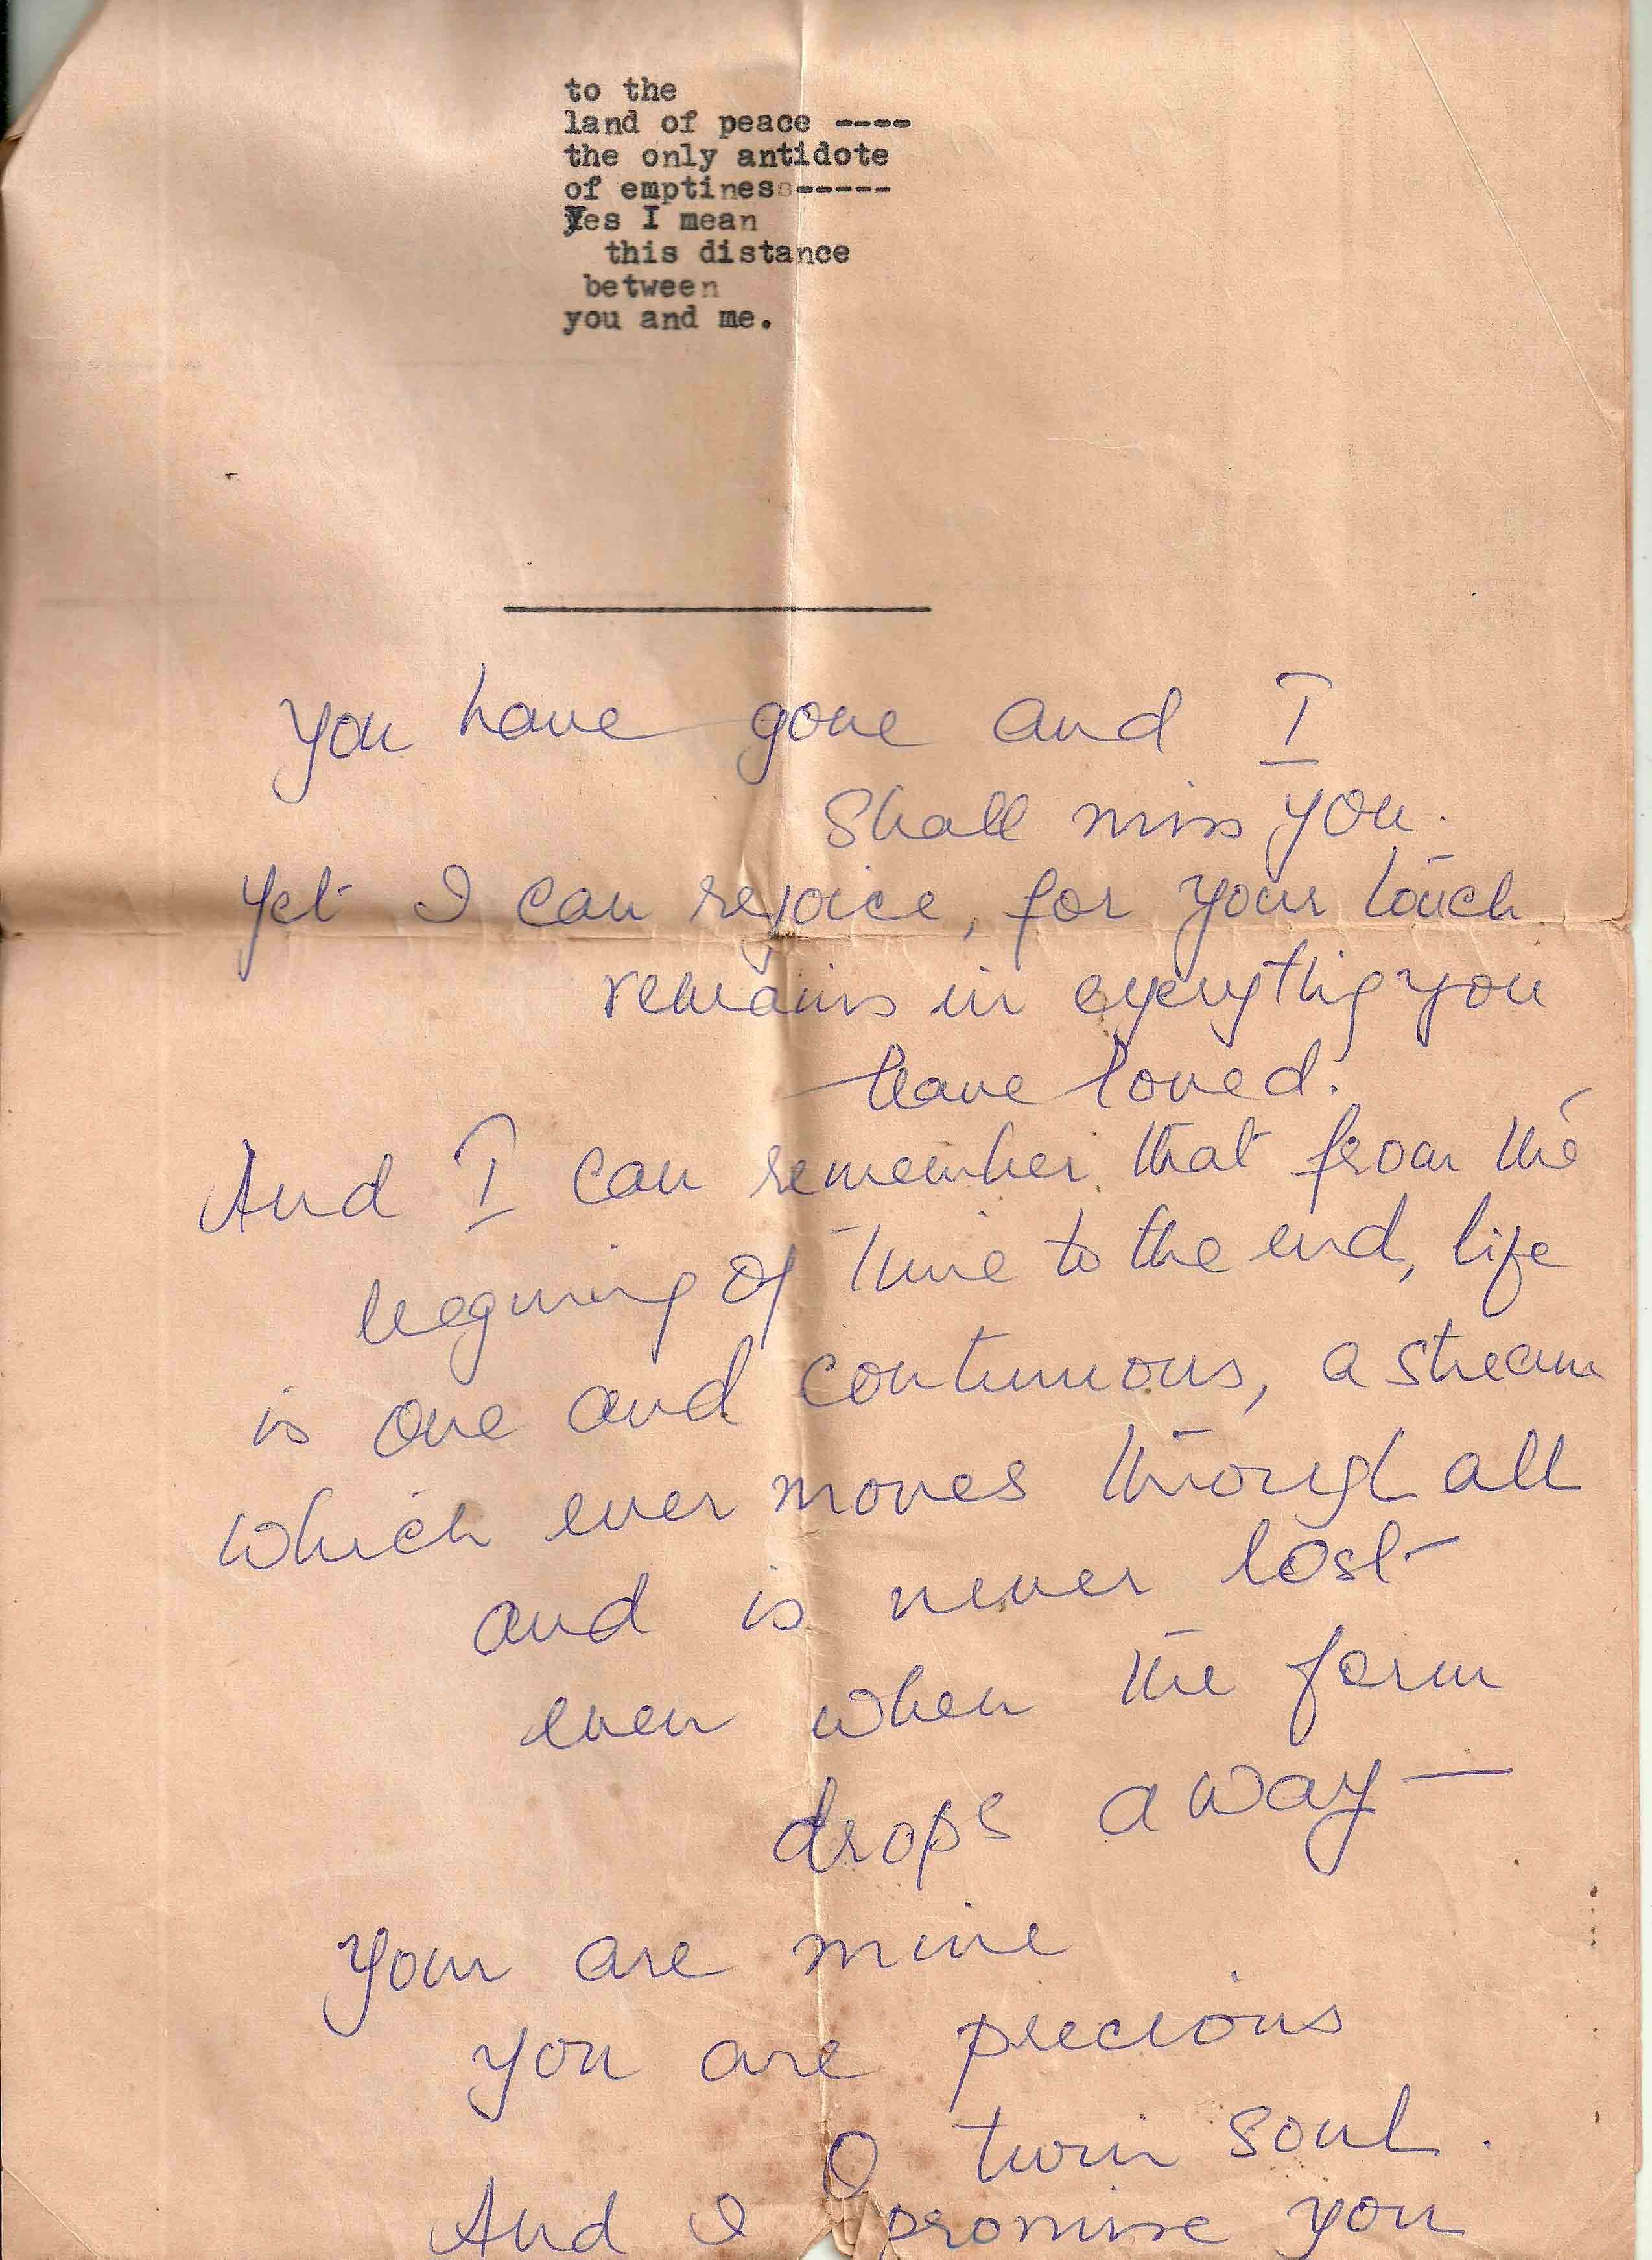 to the
land of peace ----
the only antidote
of emptiness-----
Yes I mean
this distance
between
you and me.
you have gone and I
shall miss you.
yet I can rejoice, for your touch
remains in eyerythig you
have loved.
And I can remember that from the
beguning of Time to the end, life
is one and continuous, a stream
which ever moves through all
and is never lost
even when the form
drops away —
Your are mine
you are precious
O twin soul.
And I promise you